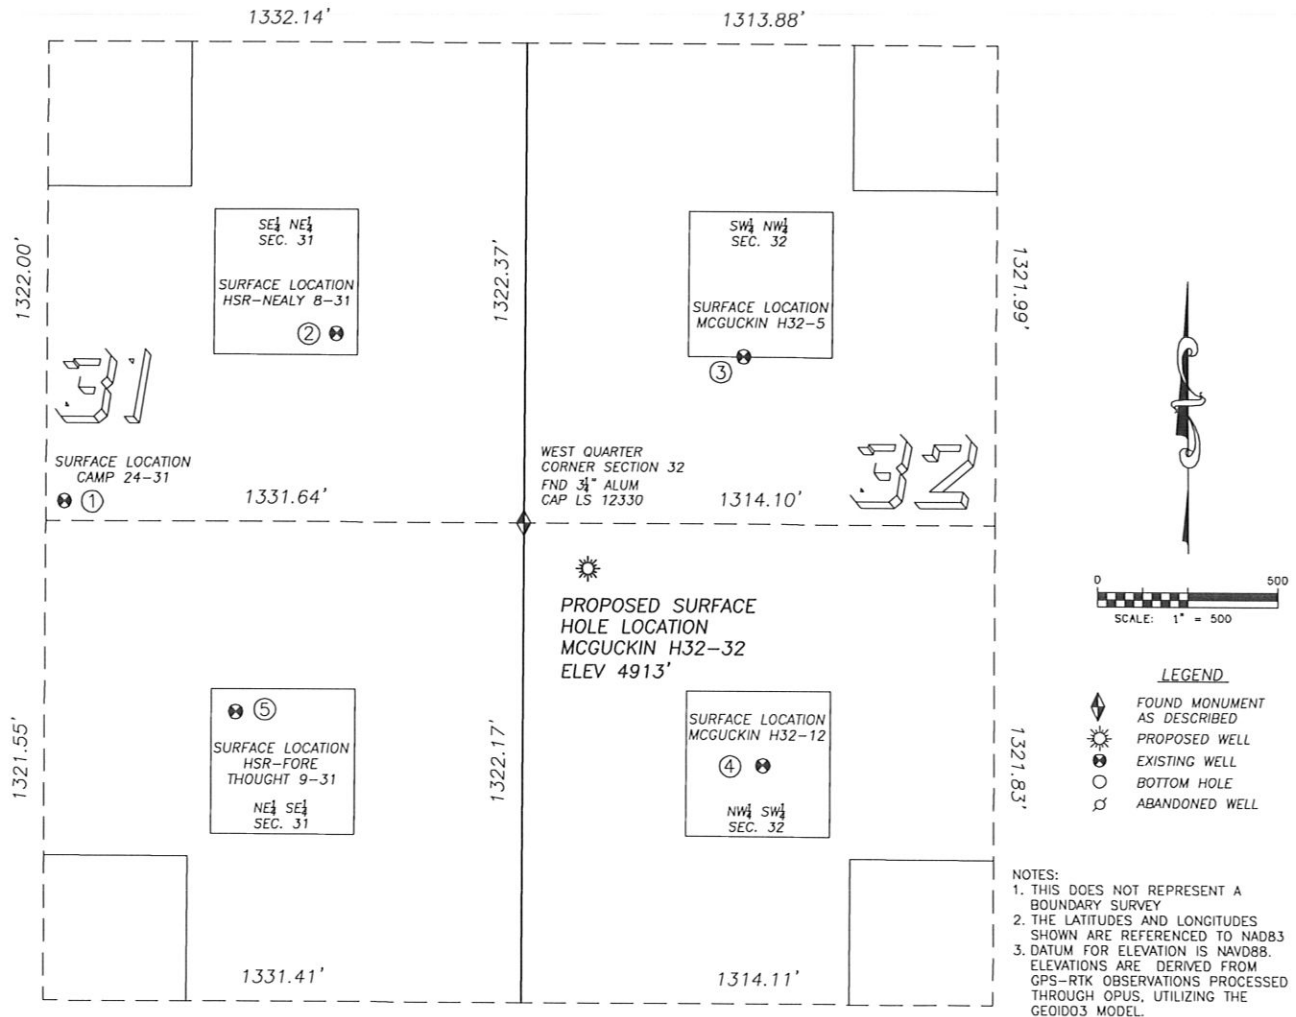 1332.14'
1313.88'
SE¼ NE¼
SEC. 31
SURFACE LOCATION
HSR-NEALY 8-31
2
SW¼ NW¼
SEC. 32
SURFACE LOCATION
MCGUCKIN H32-5
3
1322.00'
1322.37'
1321.99'
31
SURFACE LOCATION
CAMP 24-31
1
1331.64'
WEST QUARTER
CORNER SECTION 32
FND 3¼" ALUM
CAP LS 12330
1314.10'
32
PROPOSED SURFACE
HOLE LOCATION
MCGUCKIN H32-32
ELEV 4913'
5
SURFACE LOCATION
HSR-FORE
THOUGHT 9-31
NE¼ SE¼
SEC. 31
SURFACE LOCATION
MCGUCKIN H32-12
4
NW¼ SW¼
SEC. 32
1321.55'
1322.17'
1321.83'
1331.41'
1314.11'
0 500
SCALE: 1" = 500
LEGEND
FOUND MONUMENT
AS DESCRIBED
PROPOSED WELL
EXISTING WELL
BOTTOM HOLE
ABANDONED WELL
NOTES:
1. THIS DOES NOT REPRESENT A
BOUNDARY SURVEY
2. THE LATITUDES AND LONGITUDES
SHOWN ARE REFERENCED TO NAD83
3. DATUM FOR ELEVATION IS NAVD88.
ELEVATIONS ARE DERIVED FROM
GPS-RTK OBSERVATIONS PROCESSED
THROUGH OPUS, UTILIZING THE
GEOID03 MODEL.